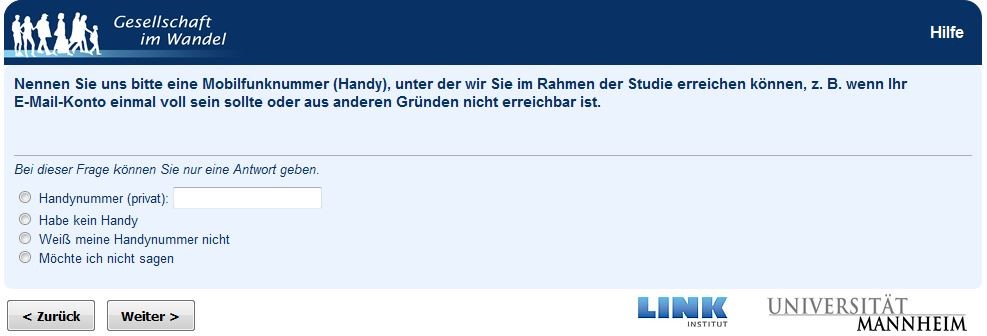 Gesellschaft
im Wandel
Hilfe
Nennen Sie uns bitte eine Mobilfunknummer (Handy), unter der wir Sie im Rahmen der Studie erreichen können, z. B. wenn Ihr
E-Mail-Konto einmal voll sein sollte oder aus anderen Gründen nicht erreichbar ist.
Bei dieser Frage können Sie nur eine Antwort geben.
Handynummer (privat):
Habe kein Handy
Weiß meine Handynummer nicht
Möchte ich nicht sagen
< Zurück
Weiter >
LINK
INSTITUT
UNIVERSITÄT
MANNHEIM